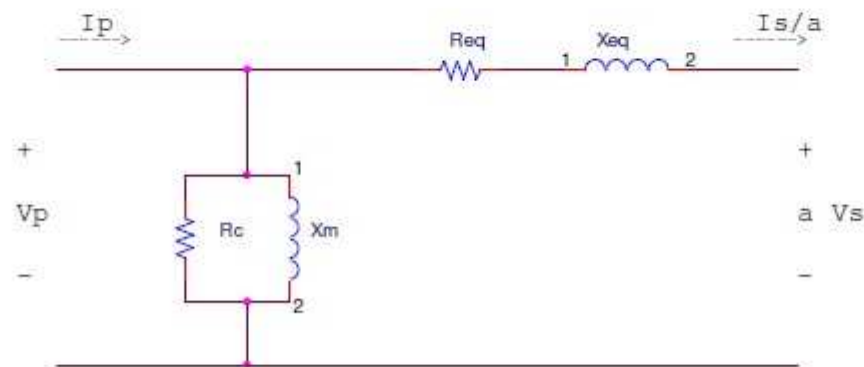 Ip
Is/a
Req
Xeq
1
2
+
+
1
Vp
Rc
Xm
a Vs
-
-
2